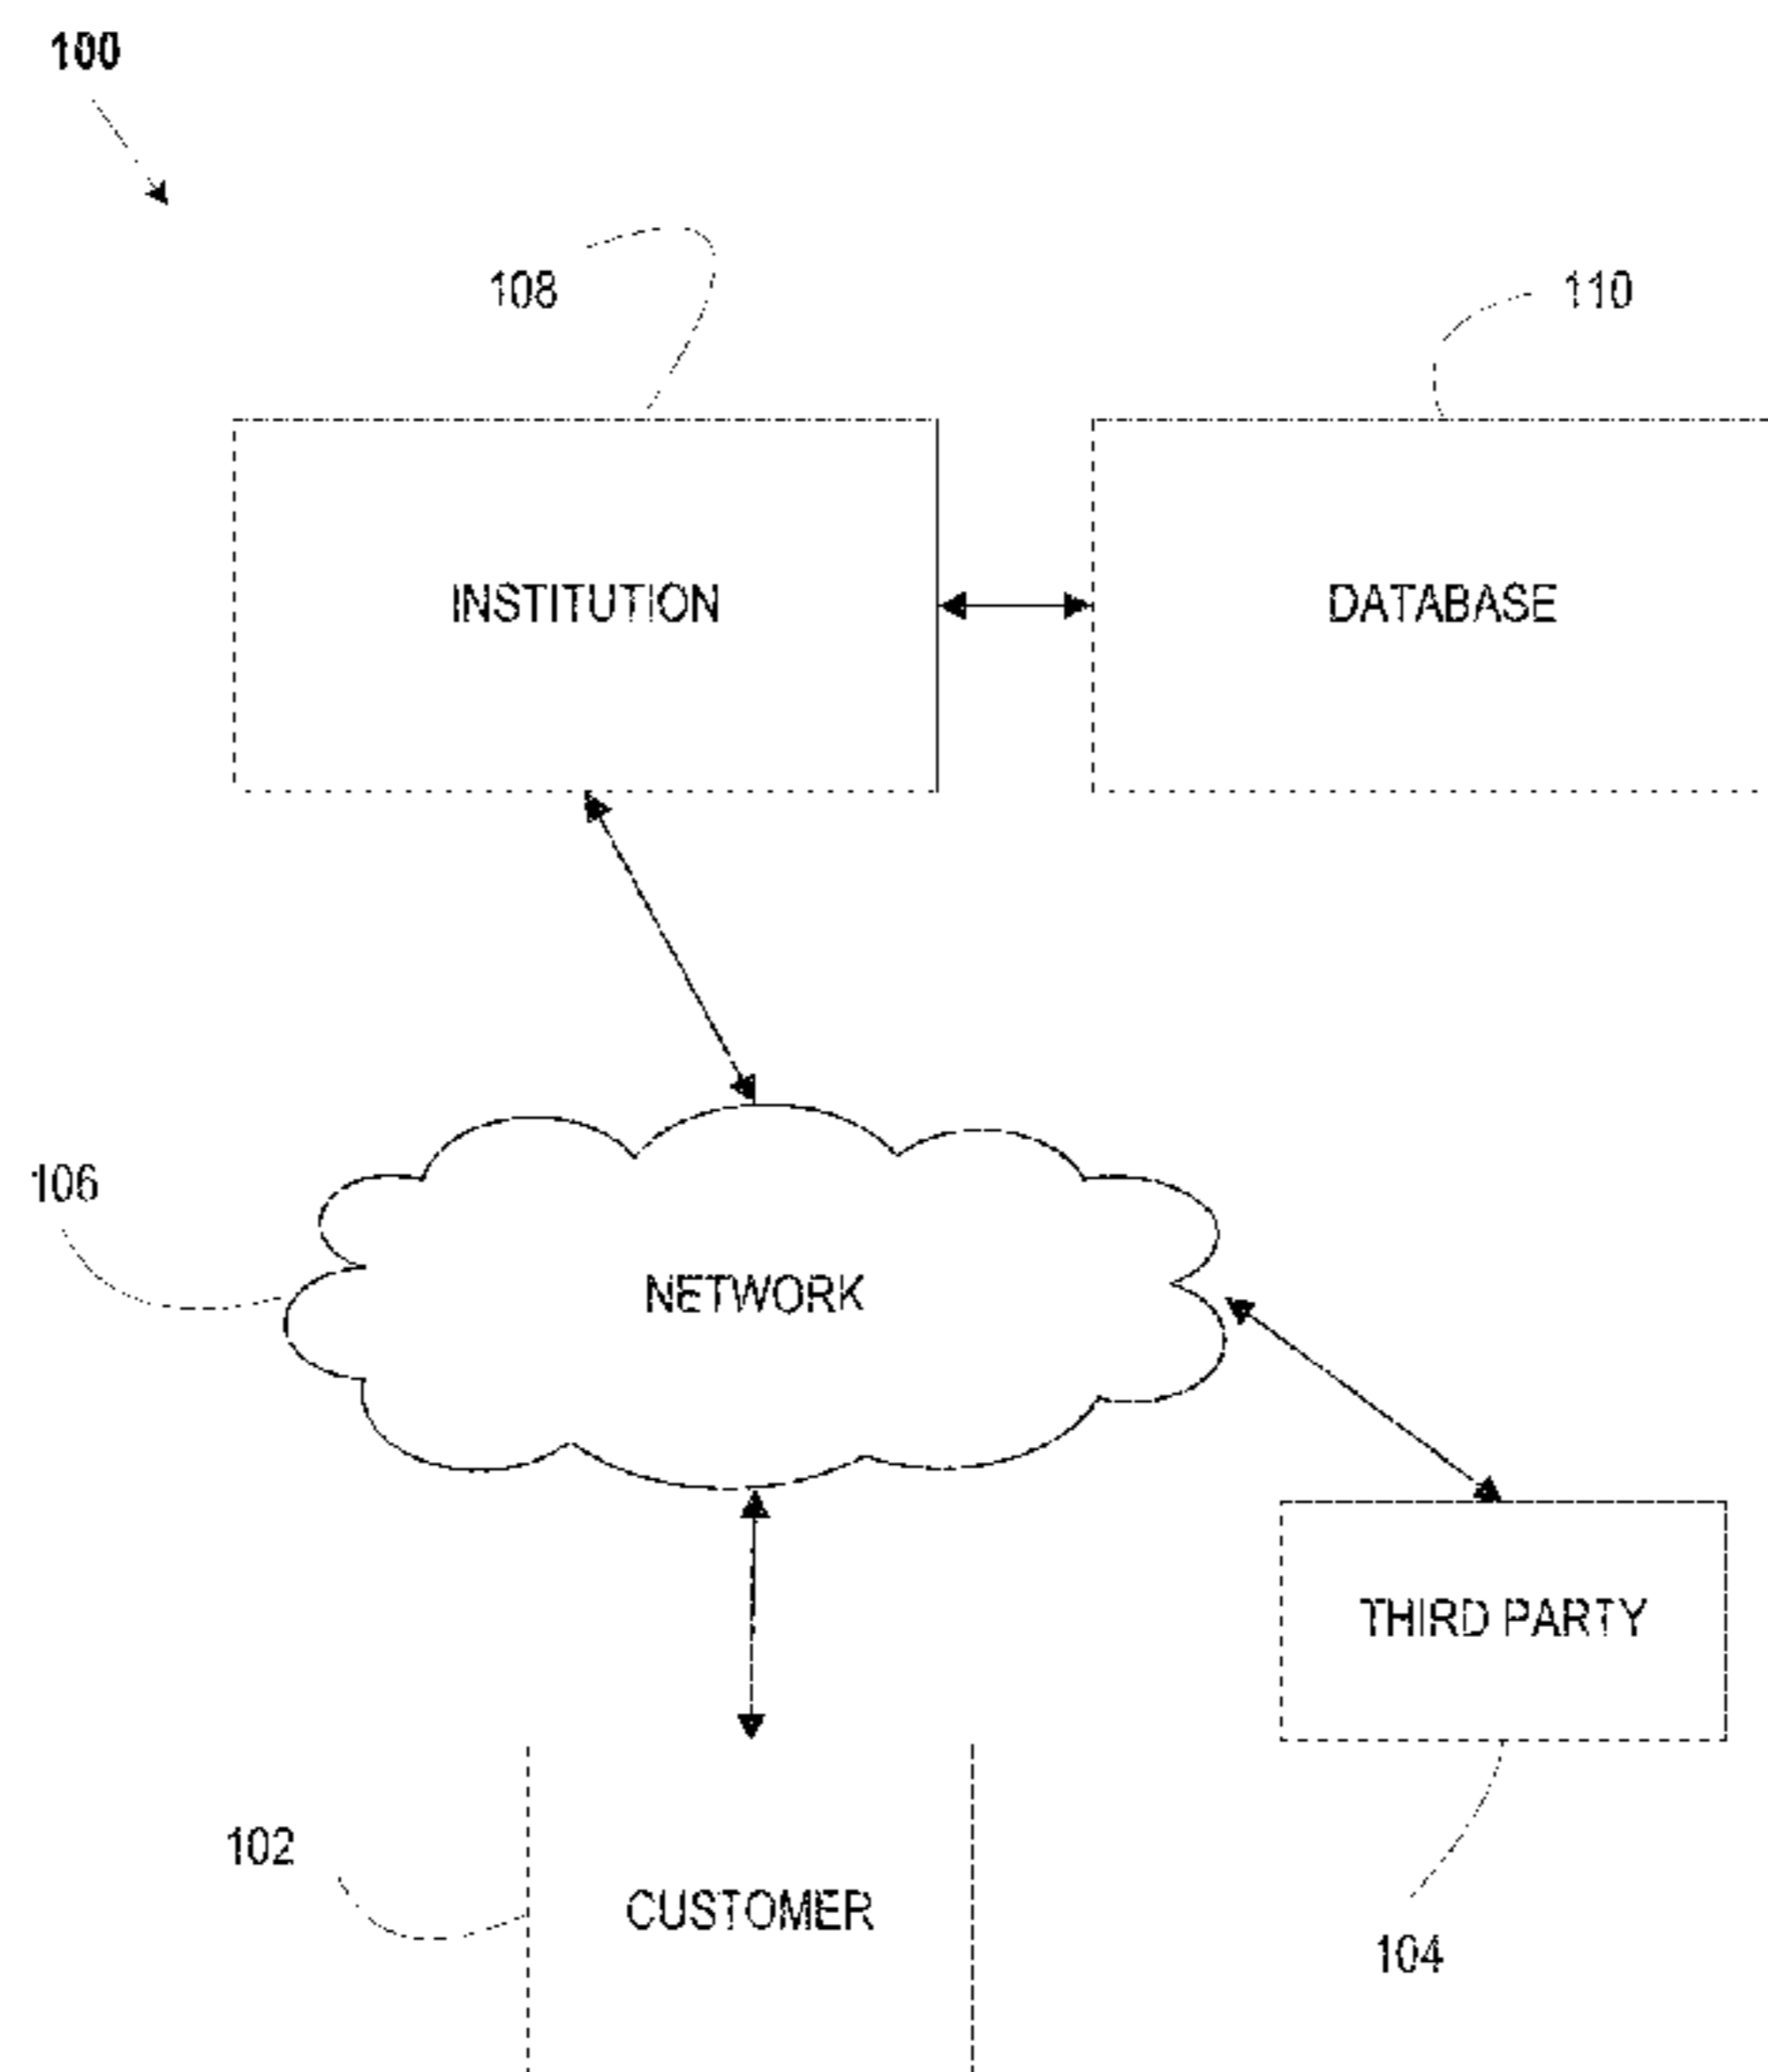 100
108
110
INSTITUTION
DATABASE
106
NETWORK
THIRD PARTY
102
CUSTOMER
104